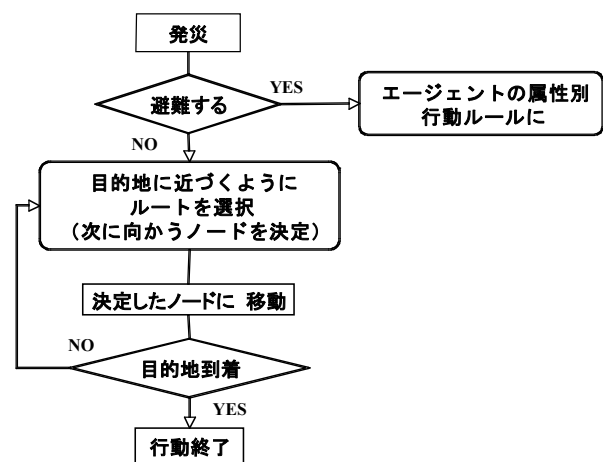 発災
避難する
YES
エージェントの属性別
行動ルールに
NO
目的地に近づくように
ルートを選択
（次に向かうノードを決定）
決定したノードに 移動
NO
目的地到着
YES
行動終了